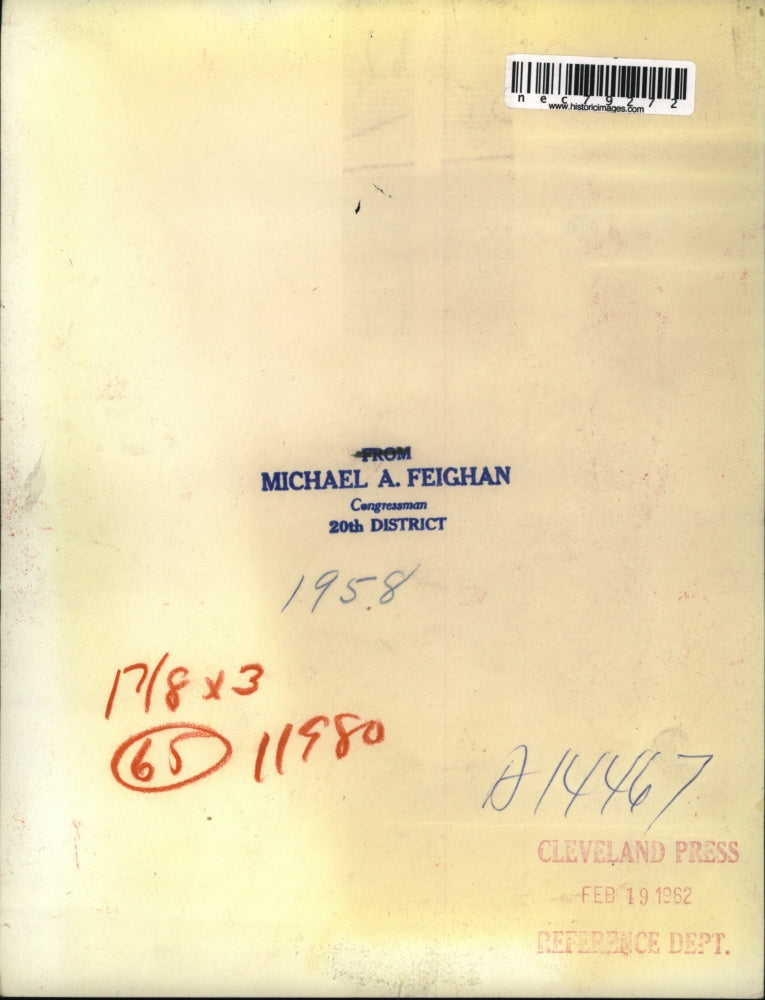 nec79272
www.historicimages.com
FROM
MICHAEL A. FEIGHAN
Congressman
20th DISTRICT
1958
17/8 x 3
65 11980
A14467
CLEVELAND PRESS
FEB 19 1962
REFERENCE DEPT.